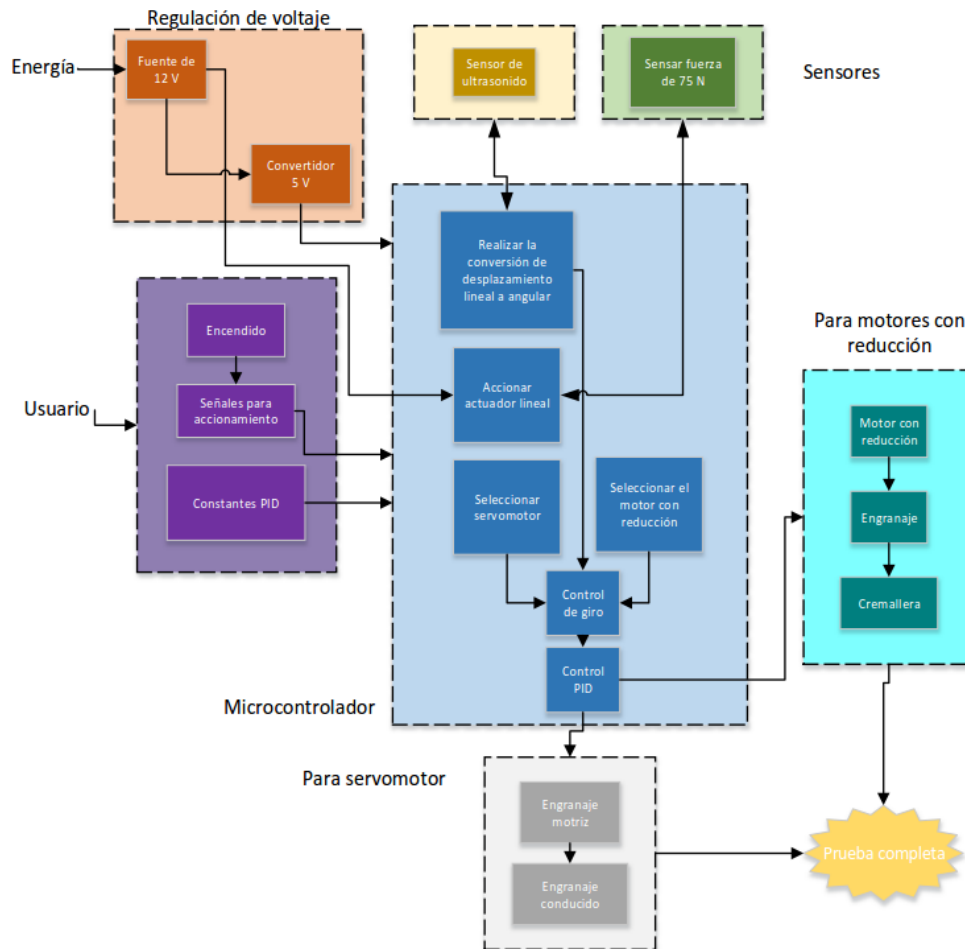 Regulación de voltaje
Energía
Fuente de
12 V
Convertidor
5 V
Sensor de
ultrasonido
Sensar fuerza
de 75 N
Sensores
Usuario
Encendido
Señales para
accionamiento
Constantes PID
Realizar la
conversión de
desplazamiento
lineal a angular
Accionar
actuador lineal
Seleccionar
servomotor
Seleccionar el
motor con
reducción
Control
de giro
Control
PID
Microcontrolador
Para motores con
reducción
Motor con
reducción
Engranaje
Cremallera
Para servomotor
Engranaje
motriz
Engranaje
conducido
Prueba completa